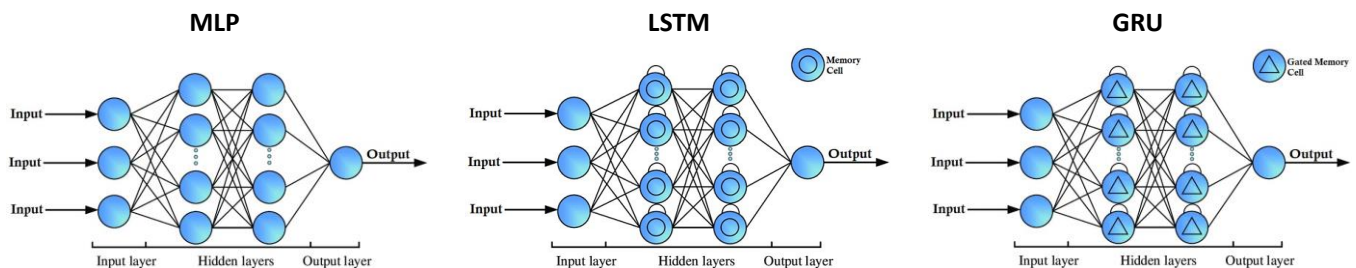 MLP
Input
Input
Input
Output
Input layer
Hidden layers
Output layer
LSTM
Memory
Cell
Input
Input
Input
Output
Input layer
Hidden layers
Output layer
GRU
Gated Memory
Cell
Input
Input
Input
Output
Input layer
Hidden layers
Output layer